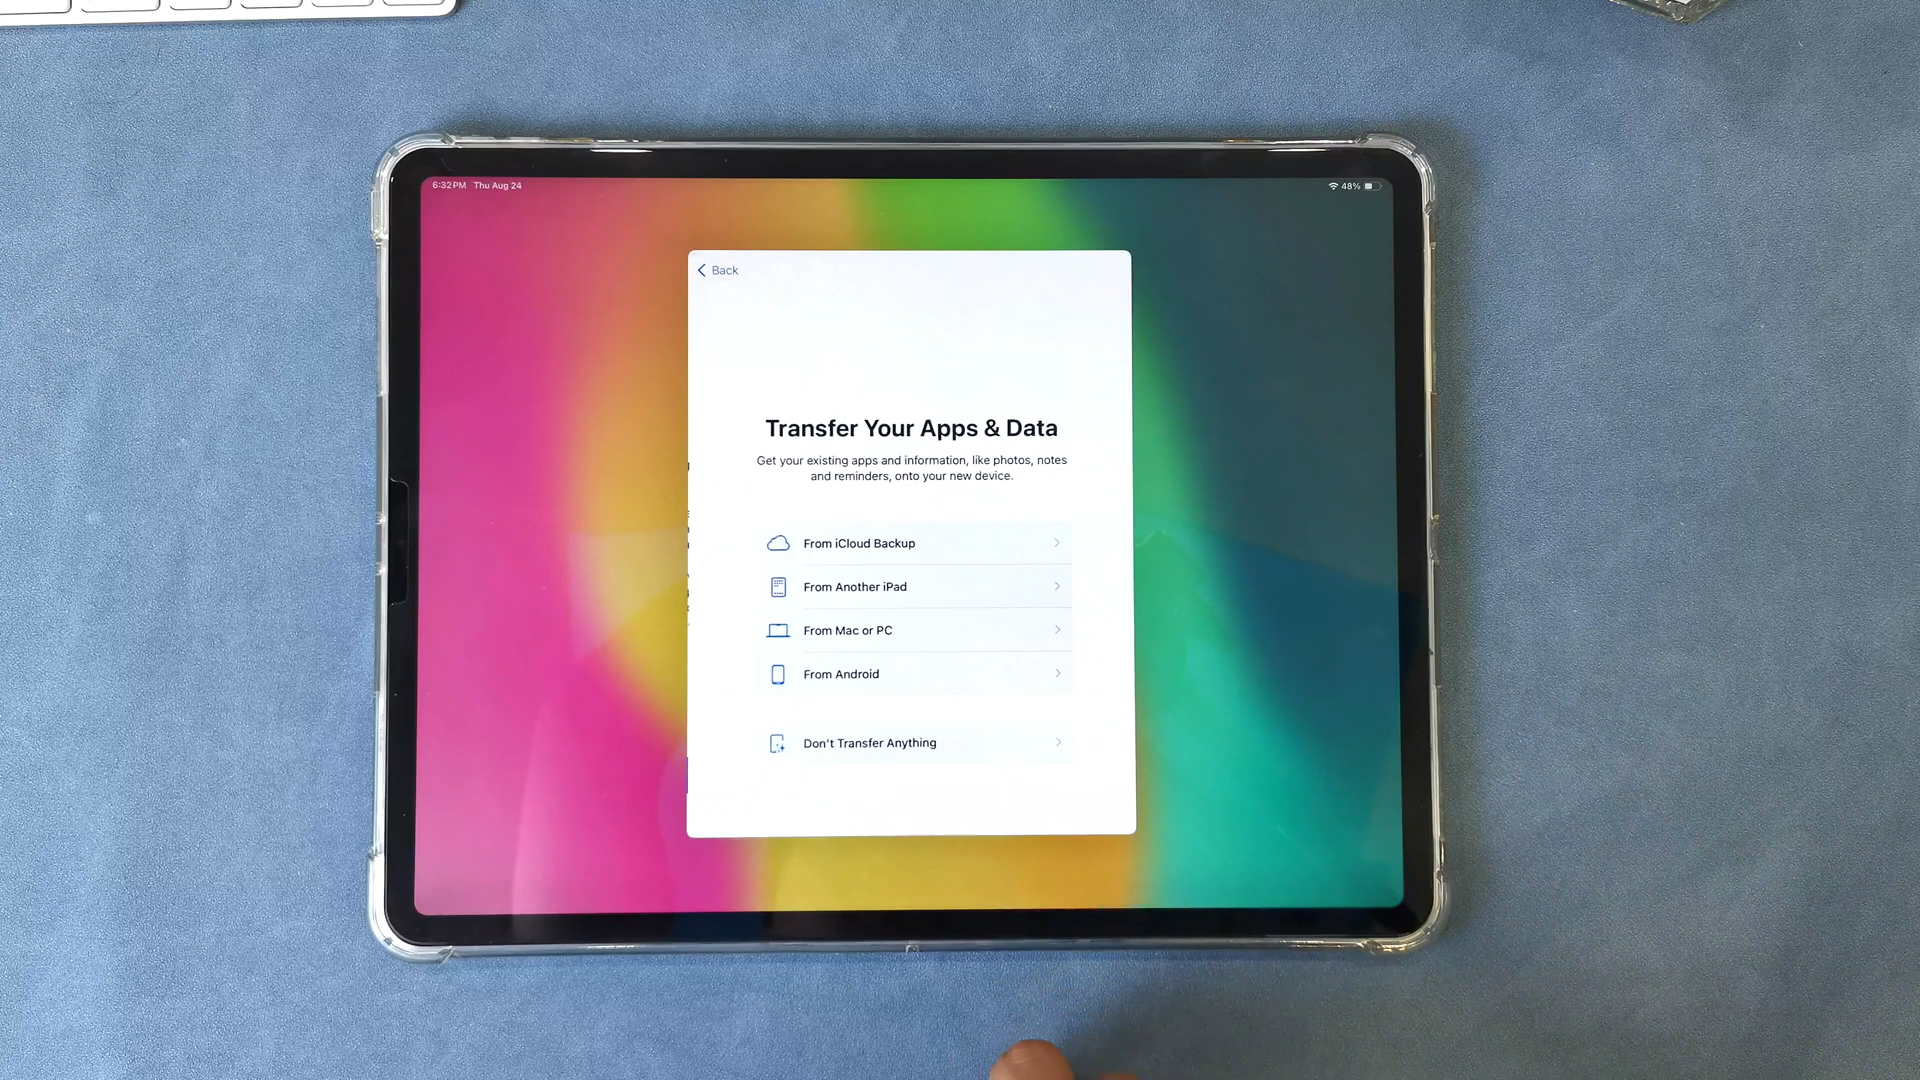 6:32 PM Thu Aug 24
48%
Back
Transfer Your Apps & Data
Get your existing apps and information, like photos, notes
and reminders, onto your new device.
From iCloud Backup
From Another iPad
From Mac or PC
From Android
Don't Transfer Anything